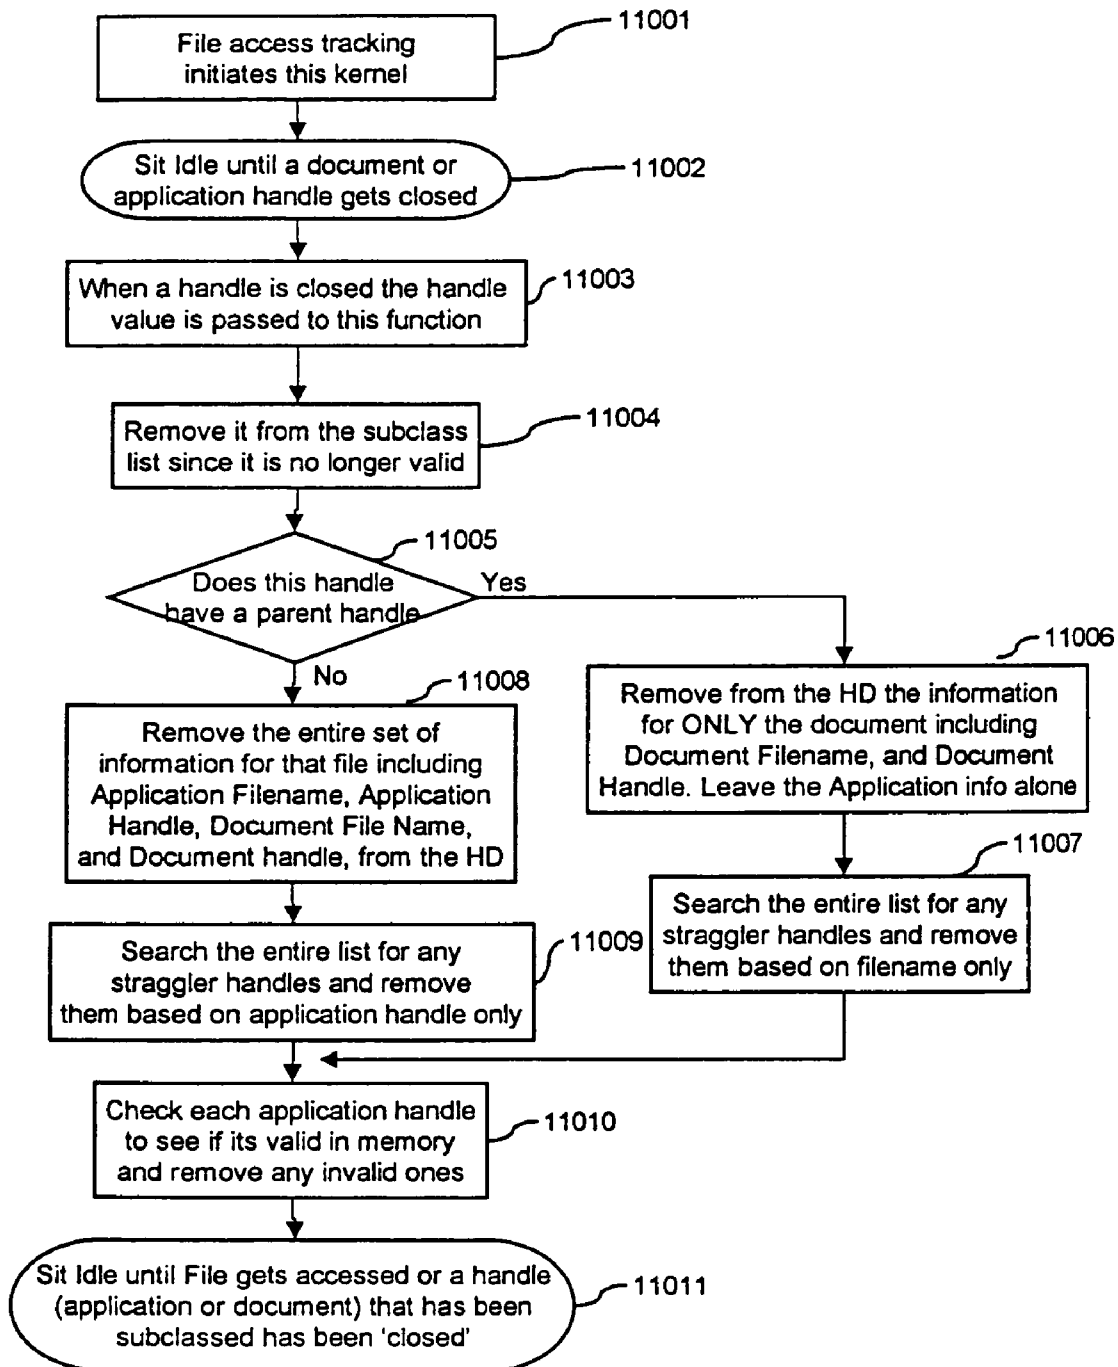 11001
File access tracking
initiates this kernel
Sit Idle until a document or
application handle gets closed
11002
When a handle is closed the handle
value is passed to this function
11003
Remove it from the subclass
list since it is no longer valid
11004
11005
Does this handle
have a parent handle
Yes
No
11006
Remove from the HD the information
for ONLY the document including
Document Filename, and Document
Handle. Leave the Application info alone
11008
Remove the entire set of
information for that file including
Application Filename, Application
Handle, Document File Name,
and Document handle, from the HD
11007
Search the entire list for any
straggler handles and remove
them based on filename only
Search the entire list for any
straggler handles and remove
them based on application handle only
11009
Check each application handle
to see if its valid in memory
and remove any invalid ones
11010
Sit Idle until File gets accessed or a handle
(application or document) that has been
subclassed has been 'closed'
11011